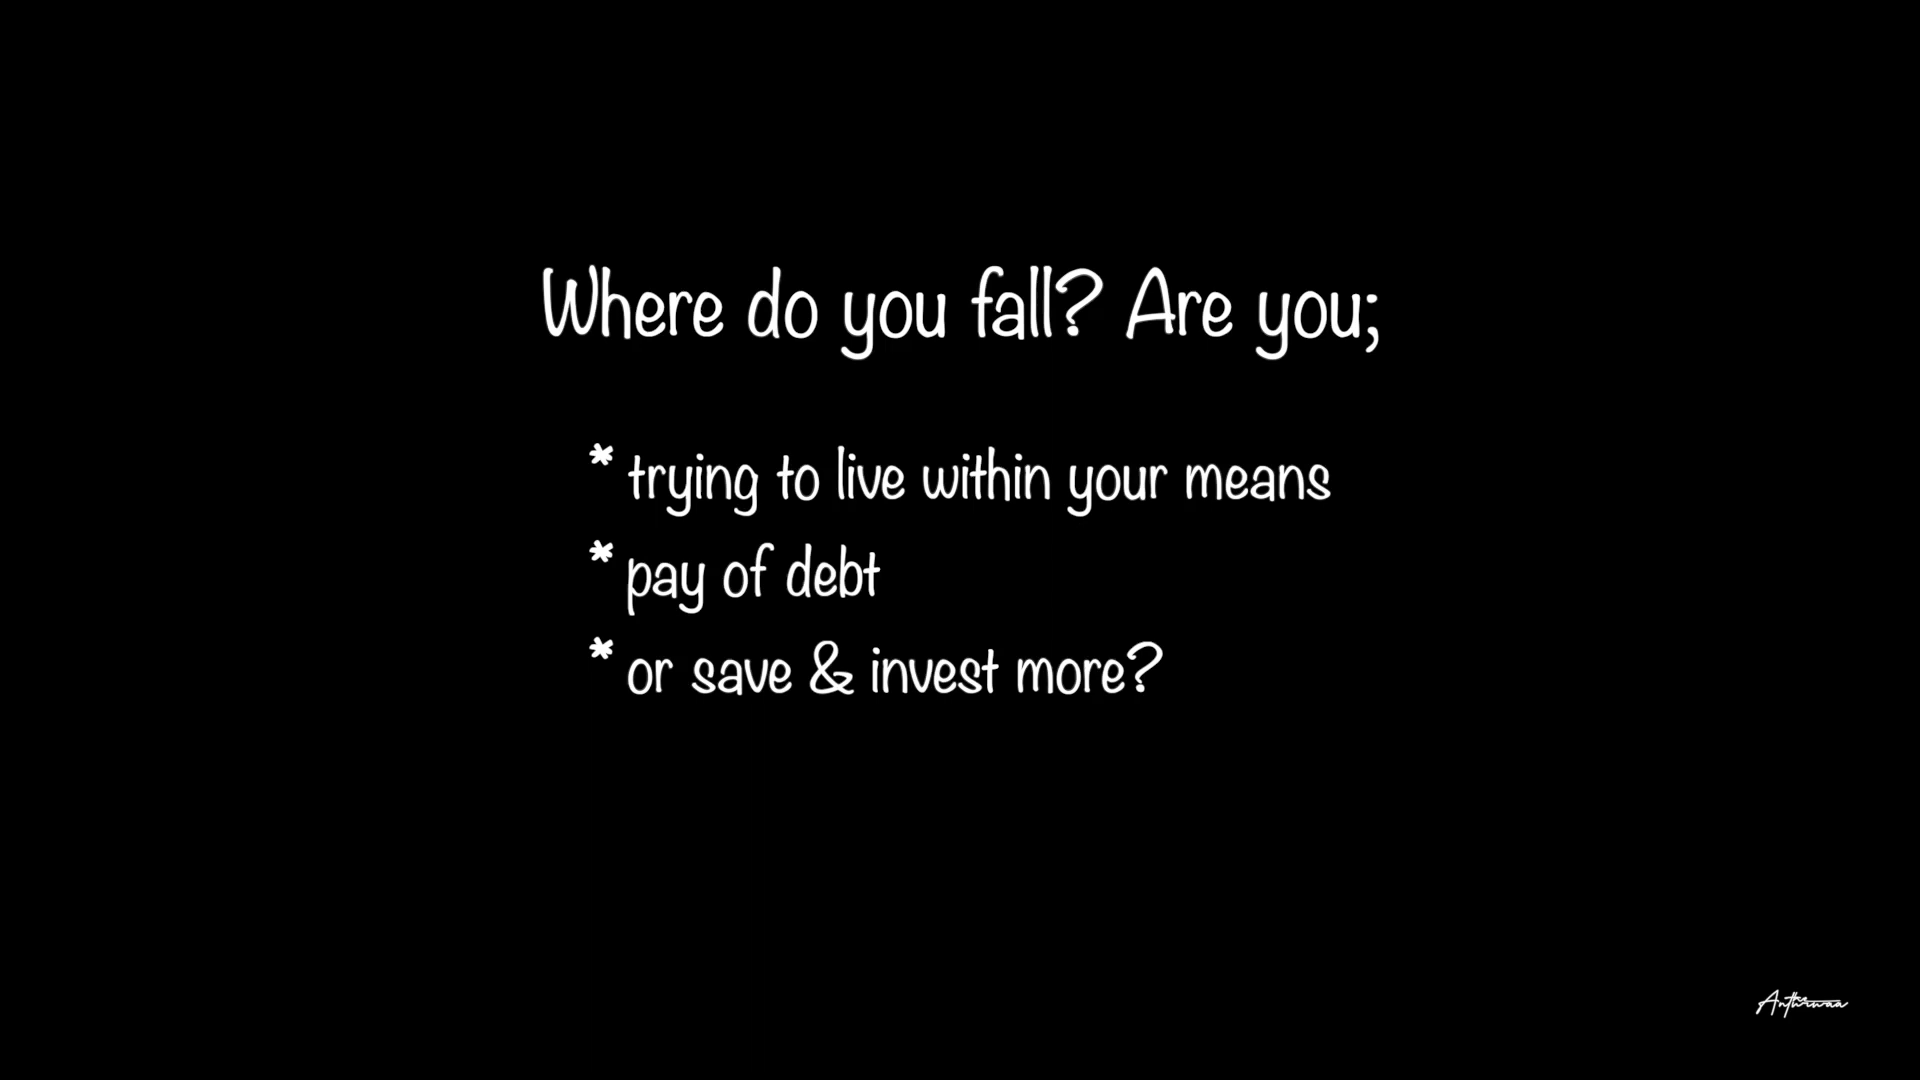 Where do you fall? Are you;
* trying to live within your means
* pay of debt
* or save & invest more?